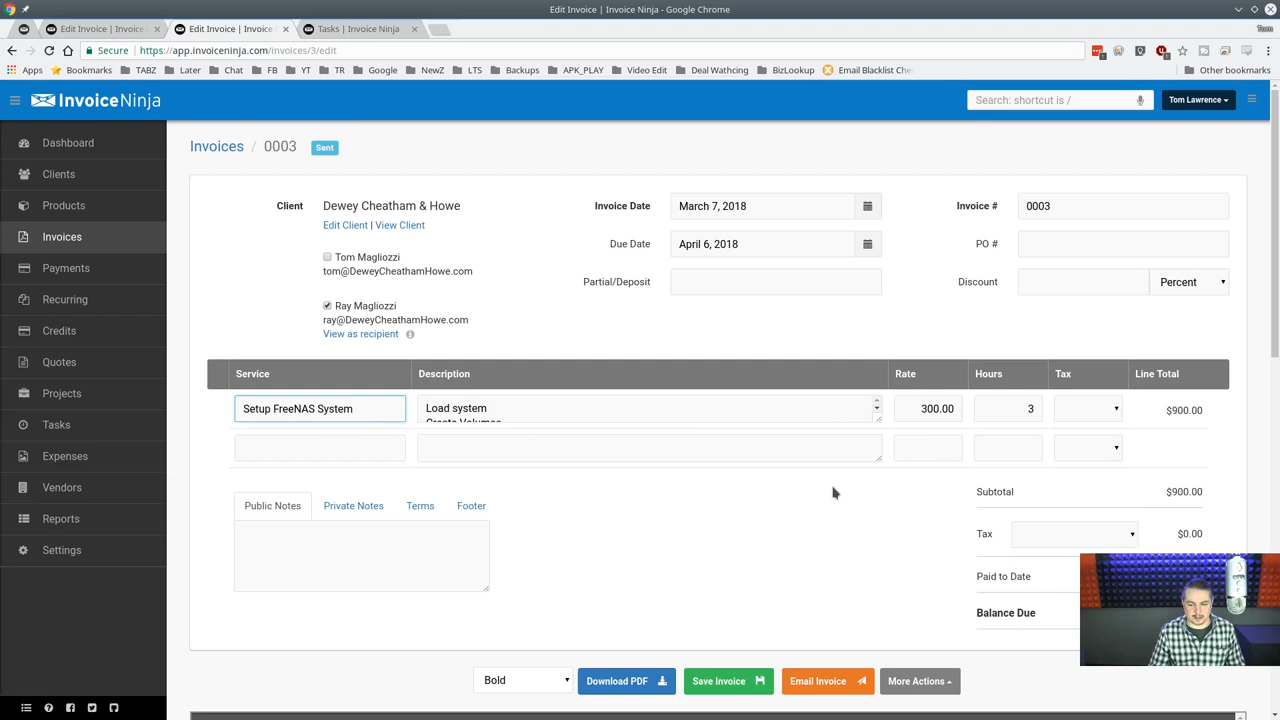 Edit Invoice | Invoice Ninja - Google Chrome
Edit Invoice | Invoice
Edit Invoice | Invoice
Tasks | Invoice Ninja
Tom
Secure
https://app.invoiceninja.com/invoices/3/edit
Apps
Bookmarks
TABZ
Later
Chat
FB
YT
TR
Google
NewZ
LTS
Backups
APK_PLAY
Video Edit
Deal Wathcing
BizLookup
Email Blacklist Che
Other bookmarks
InvoiceNinja
Search: shortcut is /
Tom Lawrence
Dashboard
Clients
Products
Invoices
Payments
Recurring
Credits
Quotes
Projects
Tasks
Expenses
Vendors
Reports
Settings
Invoices / 0003 Sent
Client
Dewey Cheatham & Howe
Edit Client | View Client
Tom Magliozzi
tom@DeweyCheathamHowe.com
Ray Magliozzi
ray@DeweyCheathamHowe.com
View as recipient
Invoice Date
March 7, 2018
Due Date
April 6, 2018
Partial/Deposit
Invoice #
0003
PO #
Discount
Percent
Service Description Rate Hours Tax Line Total
Setup FreeNAS System
Load system
Create Volumes
300.00
3
$900.00
Public Notes
Private Notes
Terms
Footer
Subtotal $900.00
Tax $0.00
Paid to Date
Balance Due
Bold
Download PDF
Save Invoice
Email Invoice
More Actions